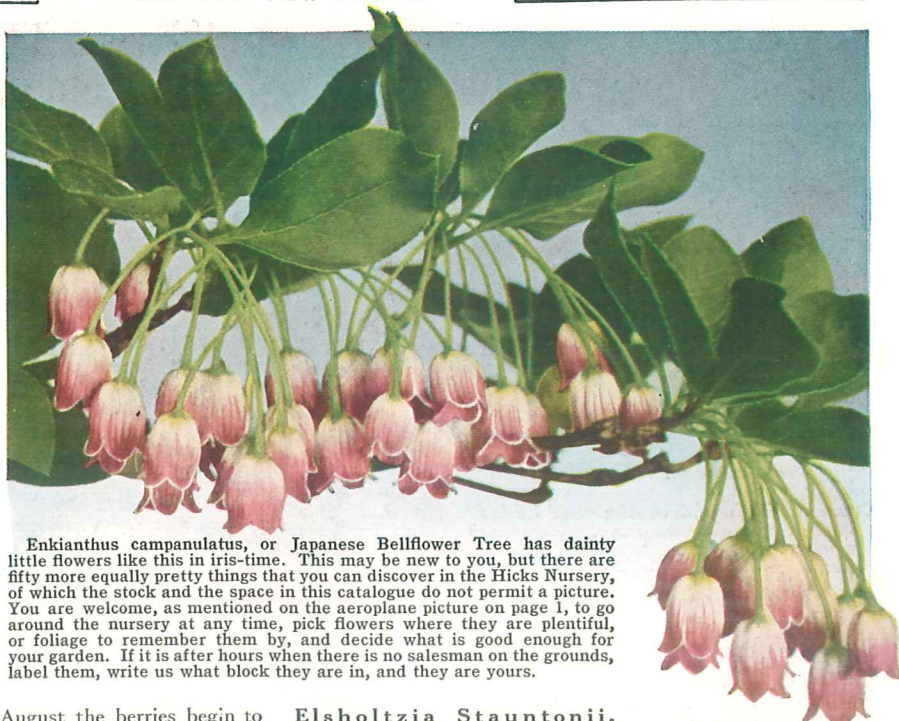 Enkianthus campanulatus, or Japanese Bellflower Tree has dainty
little flowers like this in iris-time. This may be new to you, but there are
fifty more equally pretty things that you can discover in the Hicks Nursery,
of which the stock and the space in this catalogue do not permit a picture.
You are welcome, as mentioned on the aeroplane picture on page 1, to go
around the nursery at any time, pick flowers where they are plentiful,
or foliage to remember them by, and decide what is good enough for
your garden. If it is after hours when there is no salesman on the grounds,
label them, write us what block they are in, and they are yours.
August the berries begin to
Elsholtzia Stauntonii.